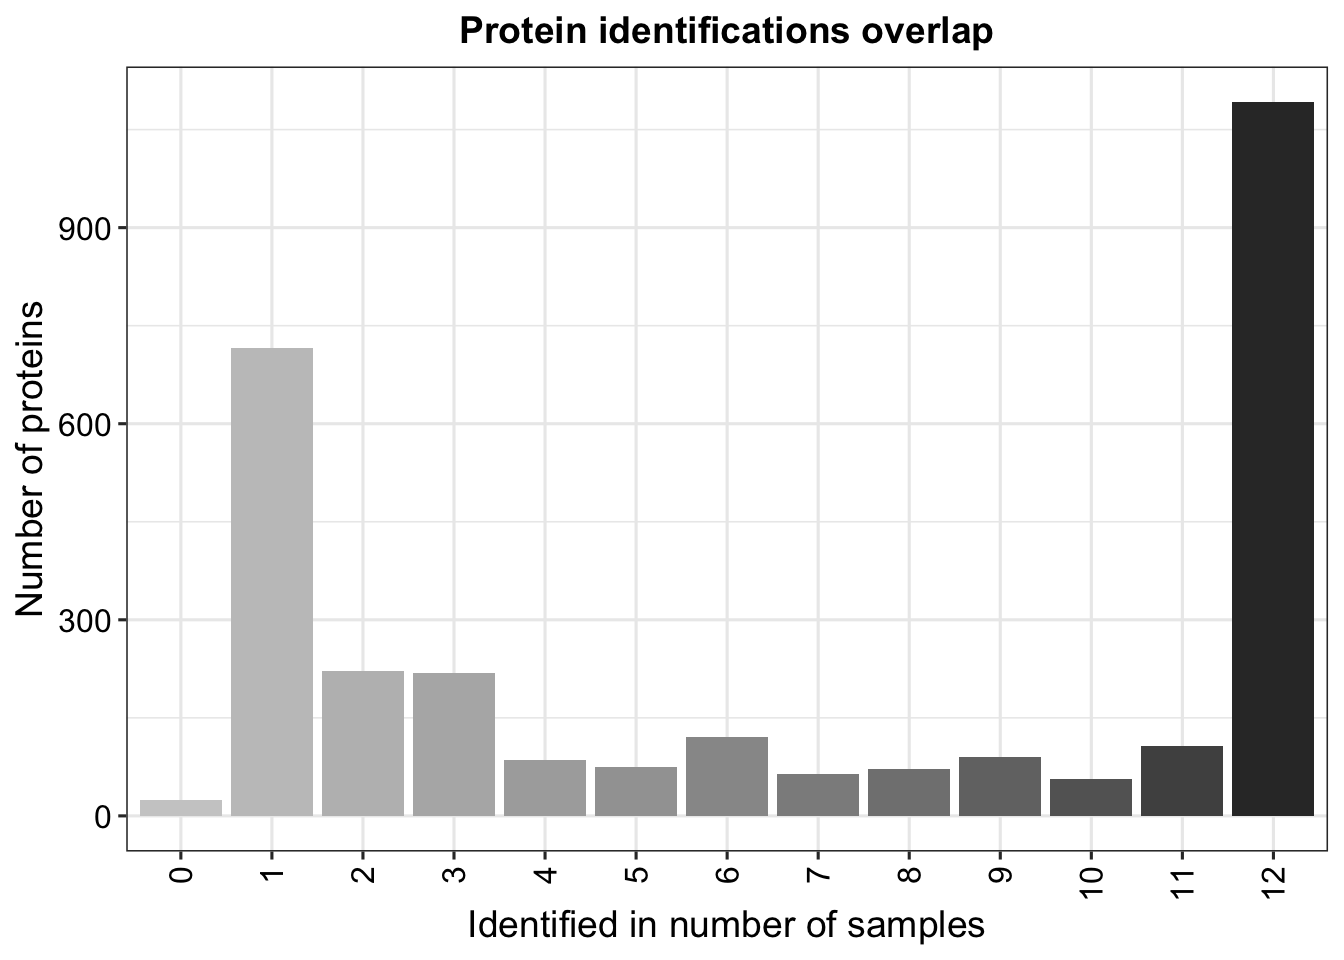 Protein identifications overlap
Number of proteins
900
600
300
0
0 1 2 3 4 5 6 7 8 9 10 11 12
Identified in number of samples